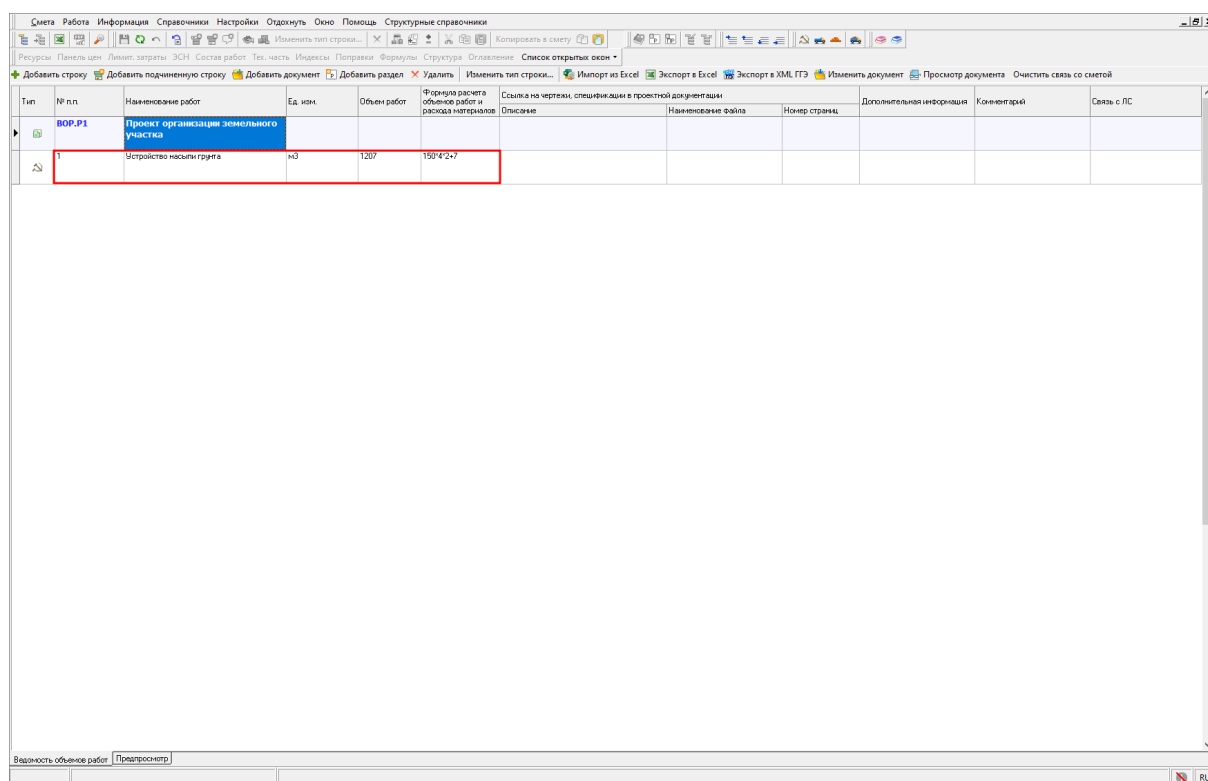 Смета Работа Информация Справочники Настройки Отдохнуть Окно Помощь Структурные справочники
Изменить тип строки... Копировать в смету
Ресурсы Панель цен Лимит. затраты ЭСН Состав работ Тех. часть Индексы Поправки Формулы Структура Оглавление Список открытых окон
Добавить строку Добавить подчиненную строку Добавить документ Добавить раздел Удалить Изменить тип строки... Импорт из Excel Экспорт в Excel Экспорт в XML ГГЭ Изменить документ Просмотр документа Очистить связь со сметой
Тип № п.п. Наименование работ Ед. изм. Объем работ Формула расчета объемов работ и расхода материалов Ссылка на чертежи, спецификации в проектной документации Дополнительная информация Комментарий Связь с ЛС
Описание Наименование файла Номер страниц
ВОР.Р1 Проект организации земельного
участка
1 Устройство насыпи грунта м3 1207 150*4*2+7
Ведомость объемов работ Предпросмотр
RU